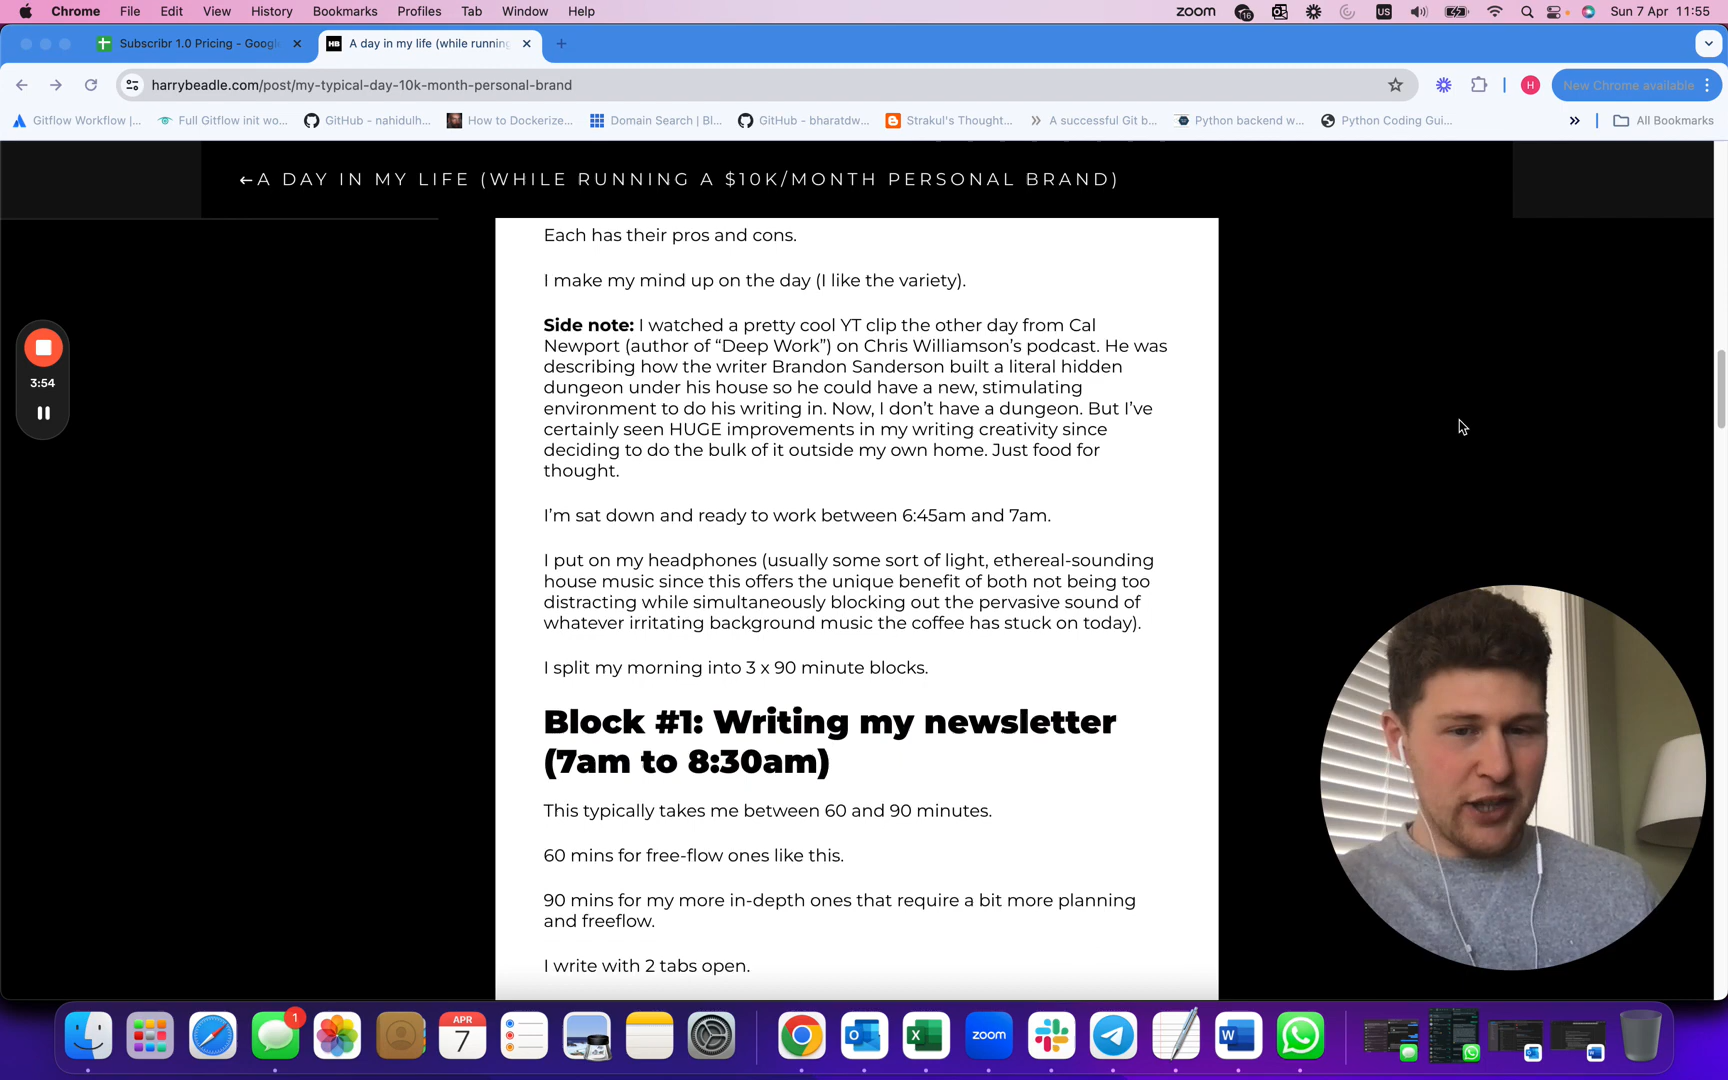 Chrome File Edit View History Bookmarks Profiles Tab Window Help
zoom 16 US Sun 7 Apr 11:55
Subscribr 1.0 Pricing - Google
HB A day in my life (while running
harrybeadle.com/post/my-typical-day-10k-month-personal-brand
H New Chrome available
Gitflow Workflow |... Full Gitflow init wo... GitHub - nahidulh... How to Dockerize... Domain Search | Bl... GitHub - bharatdw... Strakul's Thought... A successful Git b... Python backend w... Python Coding Gui... » All Bookmarks
←A DAY IN MY LIFE (WHILE RUNNING A $10K/MONTH PERSONAL BRAND)
Each has their pros and cons.
I make my mind up on the day (I like the variety).
Side note: I watched a pretty cool YT clip the other day from Cal
Newport (author of “Deep Work”) on Chris Williamson’s podcast. He was
describing how the writer Brandon Sanderson built a literal hidden
dungeon under his house so he could have a new, stimulating
environment to do his writing in. Now, I don’t have a dungeon. But I’ve
certainly seen HUGE improvements in my writing creativity since
deciding to do the bulk of it outside my own home. Just food for
thought.
3:54
I’m sat down and ready to work between 6:45am and 7am.
I put on my headphones (usually some sort of light, ethereal-sounding
house music since this offers the unique benefit of both not being too
distracting while simultaneously blocking out the pervasive sound of
whatever irritating background music the coffee has stuck on today).
I split my morning into 3 x 90 minute blocks.
Block #1: Writing my newsletter
(7am to 8:30am)
This typically takes me between 60 and 90 minutes.
60 mins for free-flow ones like this.
90 mins for my more in-depth ones that require a bit more planning
and freeflow.
I write with 2 tabs open.
1
APR
7
zoom